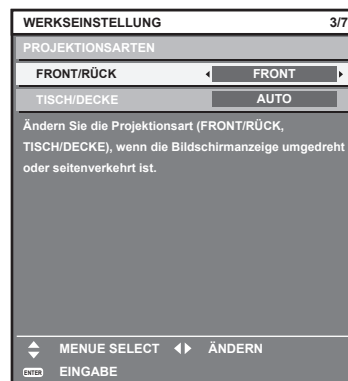 WERKSEINSTELLUNG 3/7
PROJEKTIONSARTEN
FRONT/RÜCK FRONT
TISCH/DECKE AUTO
Ändern Sie die Projektionsart (FRONT/RÜCK,
TISCH/DECKE), wenn die Bildschirmanzeige umgedreht
oder seitenverkehrt ist.
MENUE SELECT ÄNDERN
ENTER EINGABE